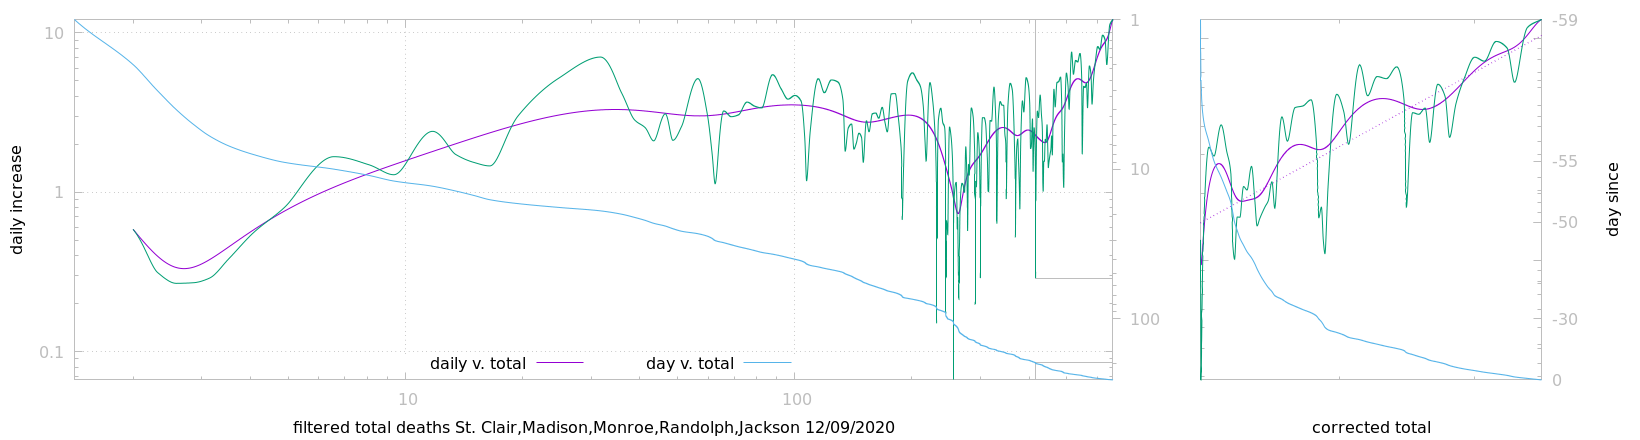 10
1
0.1
daily increase
1
10
100
daily v. total
day v. total
10
100
filtered total deaths St. Clair,Madison,Monroe,Randolph,Jackson 12/09/2020
-59
-55
-50
-30
0
day since
corrected total